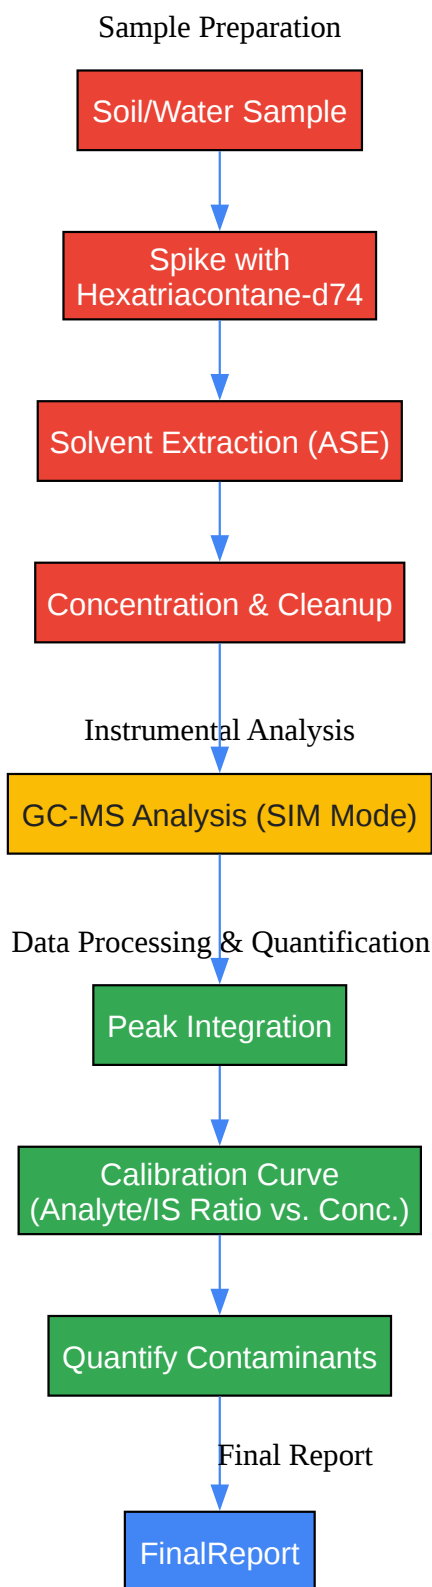 Sample Preparation
Soil/Water Sample
Spike with
Hexatriacontane-d74
Solvent Extraction (ASE)
Concentration & Cleanup
Instrumental Analysis
GC-MS Analysis (SIM Mode)
Data Processing & Quantification
Peak Integration
Calibration Curve
(Analyte/IS Ratio vs. Conc.)
Quantify Contaminants
Final Report
FinalReport